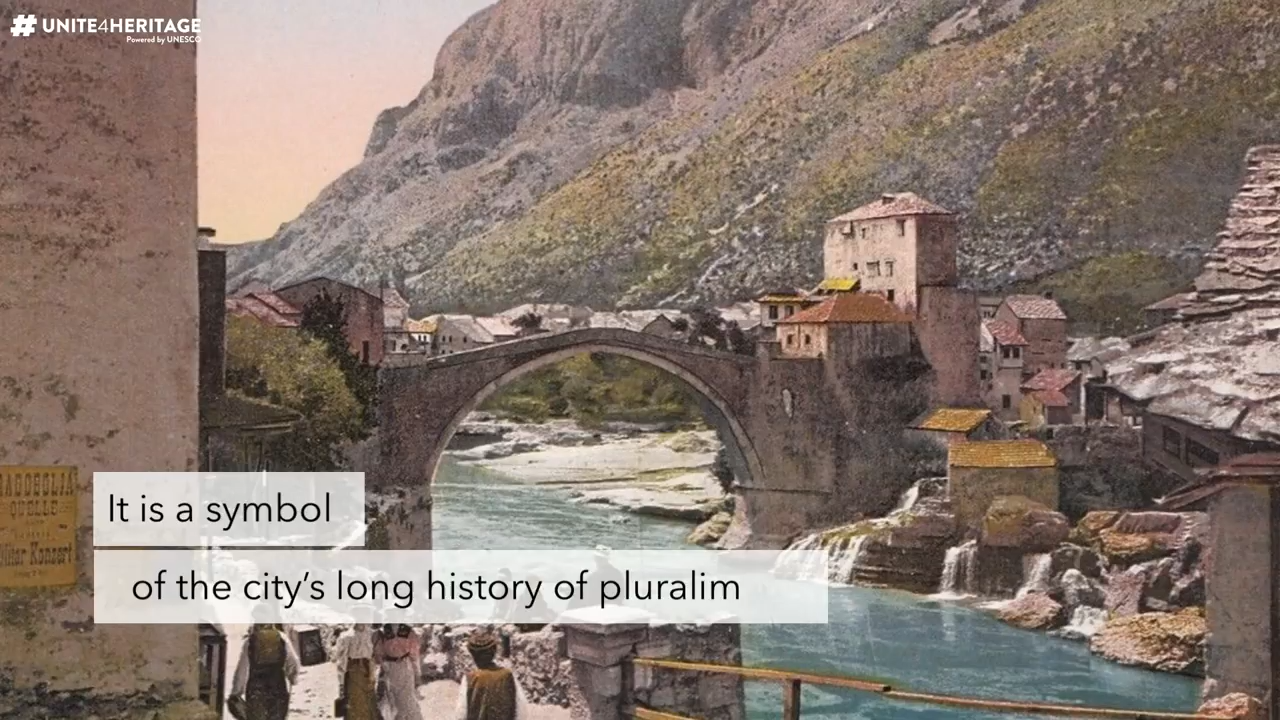 #UNITE4HERITAGE
Powered by UNESCO
It is a symbol
of the city's long history of pluralim
QUELLE